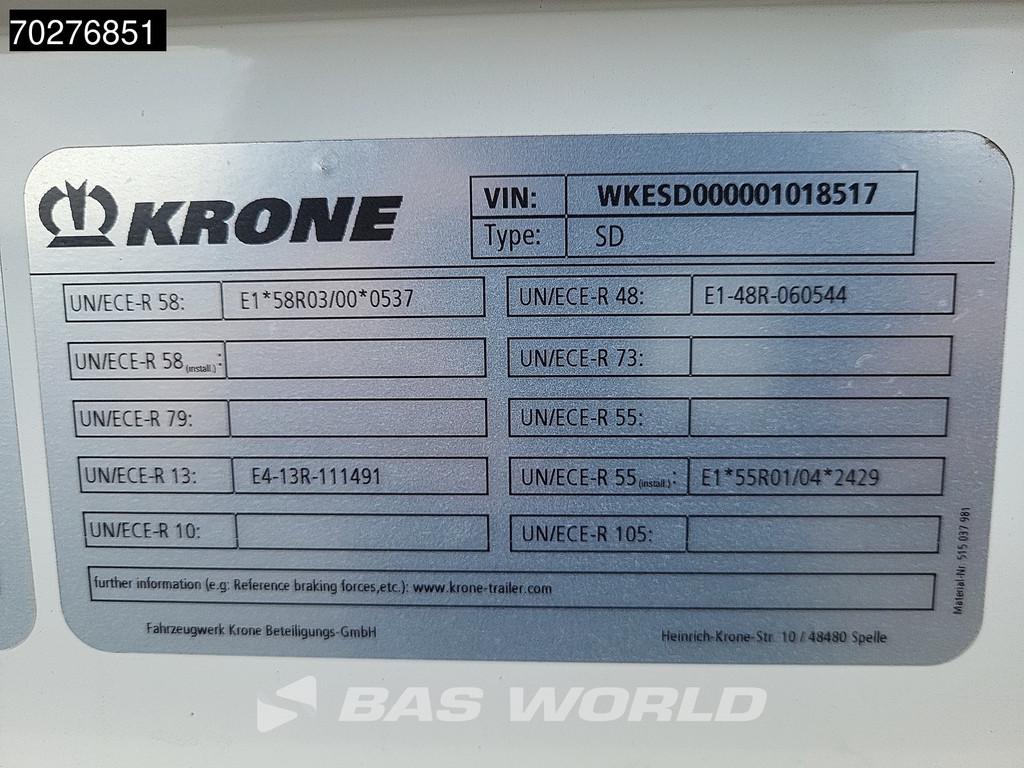 70276851
KRONE
VIN: WKESD000001018517
Type: SD
UN/ECE-R 58: E1*58R03/00*0537 UN/ECE-R 48: E1-48R-060544
UN/ECE-R 58 (install.): UN/ECE-R 73:
UN/ECE-R 79: UN/ECE-R 55:
UN/ECE-R 13: E4-13R-111491 UN/ECE-R 55 (install.): E1*55R01/04*2429
UN/ECE-R 10: UN/ECE-R 105:
further information (e.g: Reference braking forces,etc.): www.krone-trailer.com
Fahrzeugwerk Krone Beteiligungs-GmbH Heinrich-Krone-Str. 10 / 48480 Spelle
Material-Nr. 515 037 981
BAS WORLD